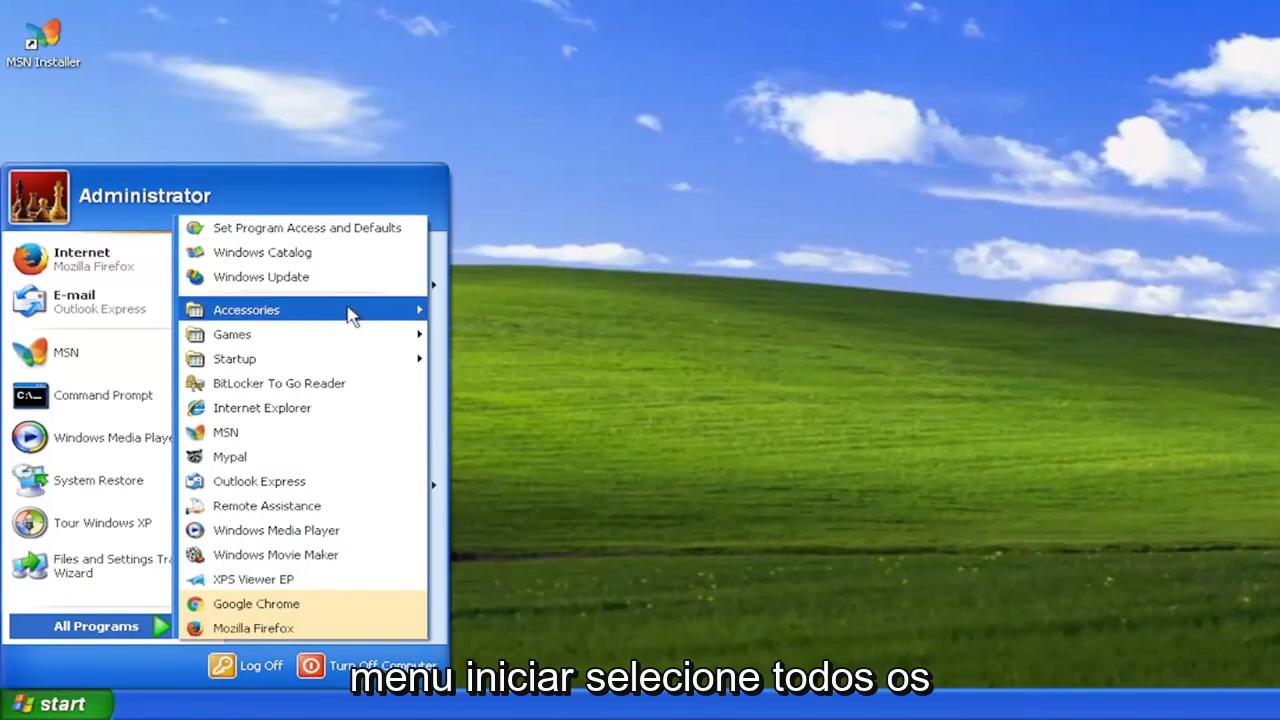 MSN Installer
Administrator
Internet
Mozilla Firefox
E-mail
Outlook Express
MSN
Command Prompt
Windows Media Playe
System Restore
Tour Windows XP
Files and Settings Tra
Wizard
All Programs
Set Program Access and Defaults
Windows Catalog
Windows Update
Accessories
Games
Startup
BitLocker To Go Reader
Internet Explorer
MSN
Mypal
Outlook Express
Remote Assistance
Windows Media Player
Windows Movie Maker
XPS Viewer EP
Google Chrome
Mozilla Firefox
Log Off
Turn Off Computer
menu iniciar selecione todos os
start
C:\_